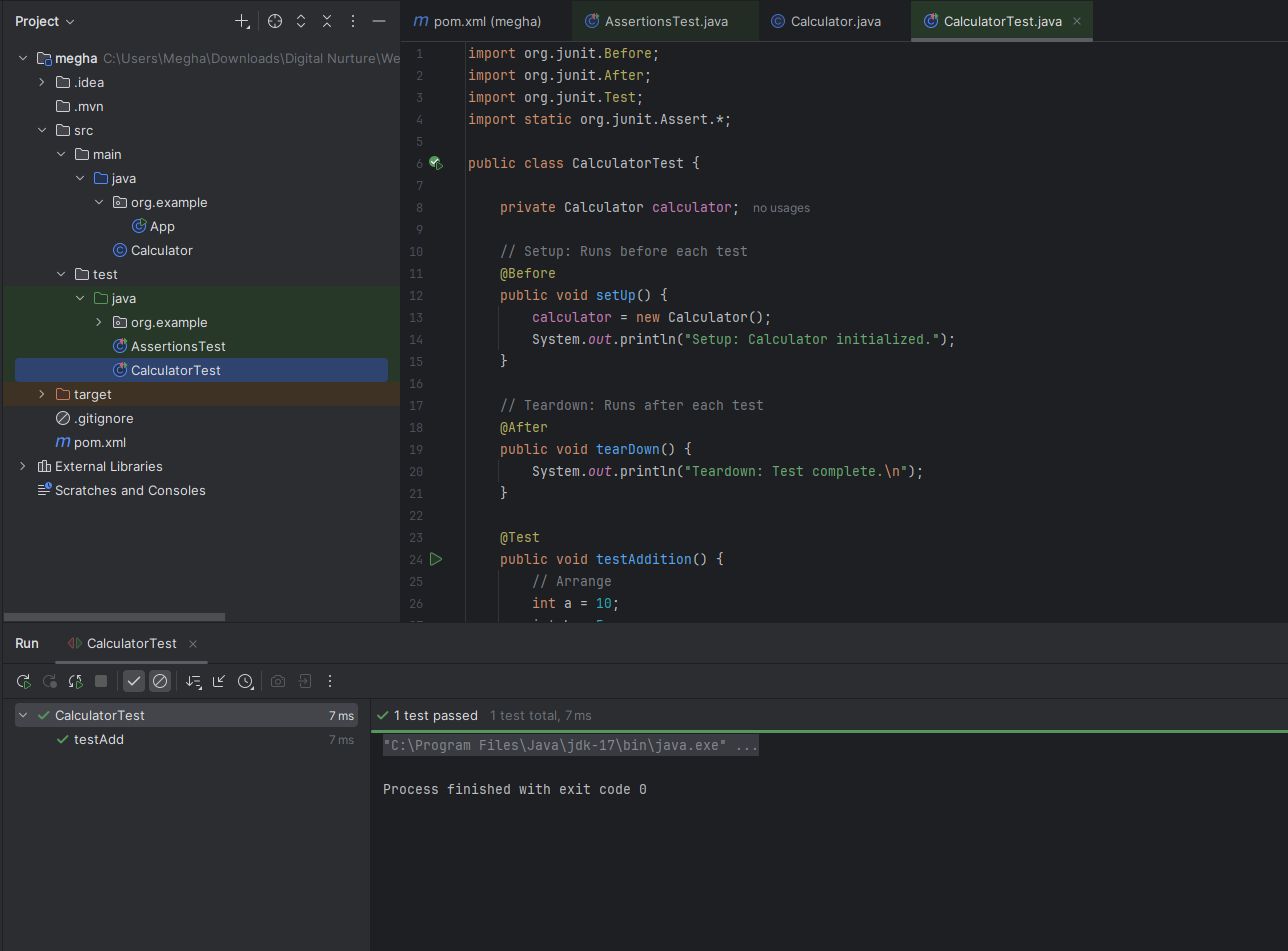 Project
pom.xml (megha)
AssertionsTest.java
Calculator.java
CalculatorTest.java
megha C:\Users\Megha\Downloads\Digital Nurture\We
.idea
.mvn
src
main
java
org.example
App
Calculator
test
java
org.example
AssertionsTest
CalculatorTest
target
.gitignore
pom.xml
External Libraries
Scratches and Consoles
1 import org.junit.Before;
2 import org.junit.After;
3 import org.junit.Test;
4 import static org.junit.Assert.*;
5
6 public class CalculatorTest {
7
8 private Calculator calculator; no usages
9
10 // Setup: Runs before each test
11 @Before
12 public void setUp() {
13 calculator = new Calculator();
14 System.out.println("Setup: Calculator initialized.");
15 }
16
17 // Teardown: Runs after each test
18 @After
19 public void tearDown() {
20 System.out.println("Teardown: Test complete.\n");
21 }
22
23 @Test
24 public void testAddition() {
25 // Arrange
26 int a = 10;
Run
CalculatorTest
CalculatorTest 7 ms
testAdd 7 ms
1 test passed 1 test total, 7 ms
"C:\Program Files\Java\jdk-17\bin\java.exe" ...
Process finished with exit code 0